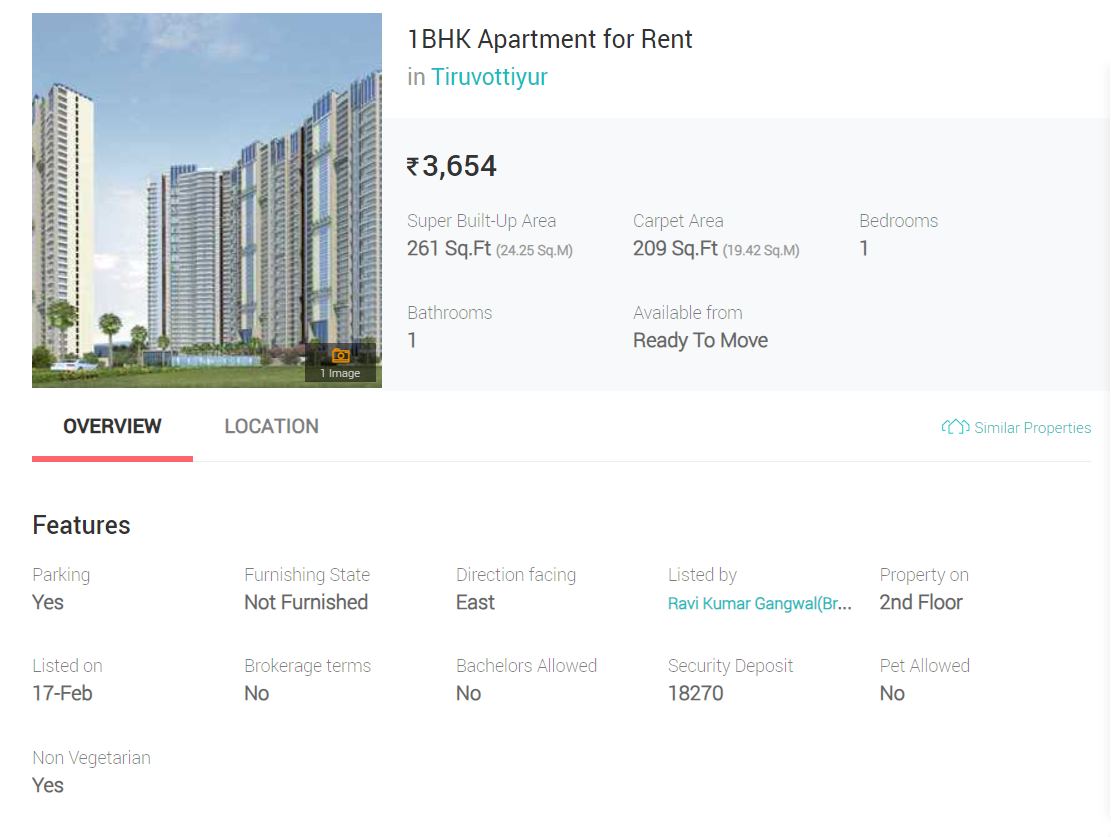 1BHK Apartment for Rent
in Tiruvottiyur
₹3,654
Super Built-Up Area
261 Sq.Ft (24.25 Sq.M)
Carpet Area
209 Sq.Ft (19.42 Sq.M)
Bedrooms
1
Bathrooms
1
Available from
Ready To Move
1 Image
OVERVIEW
LOCATION
Similar Properties
Features
Parking
Yes
Furnishing State
Not Furnished
Direction facing
East
Listed by
Ravi Kumar Gangwal(Br...
Property on
2nd Floor
Listed on
17-Feb
Brokerage terms
No
Bachelors Allowed
No
Security Deposit
18270
Pet Allowed
No
Non Vegetarian
Yes